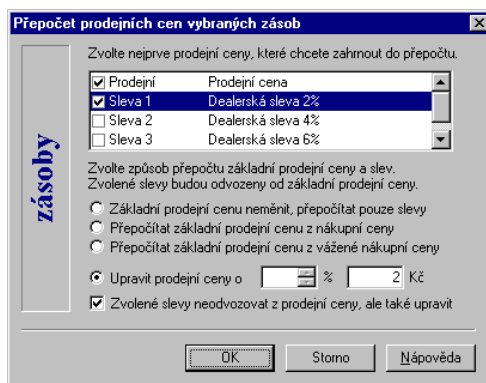 Přepočet prodejních cen vybraných zásob
Zvolte nejprve prodejní ceny, které chcete zahrnout do přepočtu.
Prodejní Prodejní cena
Sleva 1 Dealerská sleva 2%
Sleva 2 Dealerská sleva 4%
Sleva 3 Dealerská sleva 6%
zásoby
Zvolte způsob přepočtu základní prodejní ceny a slev.
Zvolené slevy budou odvozeny od základní prodejní ceny.
Základní prodejní cenu neměnit, přepočítat pouze slevy
Přepočítat základní prodejní cenu z nákupní ceny
Přepočítat základní prodejní cenu z vážené nákupní ceny
Upravit prodejní ceny o % 2 Kč
Zvolené slevy neodvozovat z prodejní ceny, ale také upravit
OK Storno Nápověda